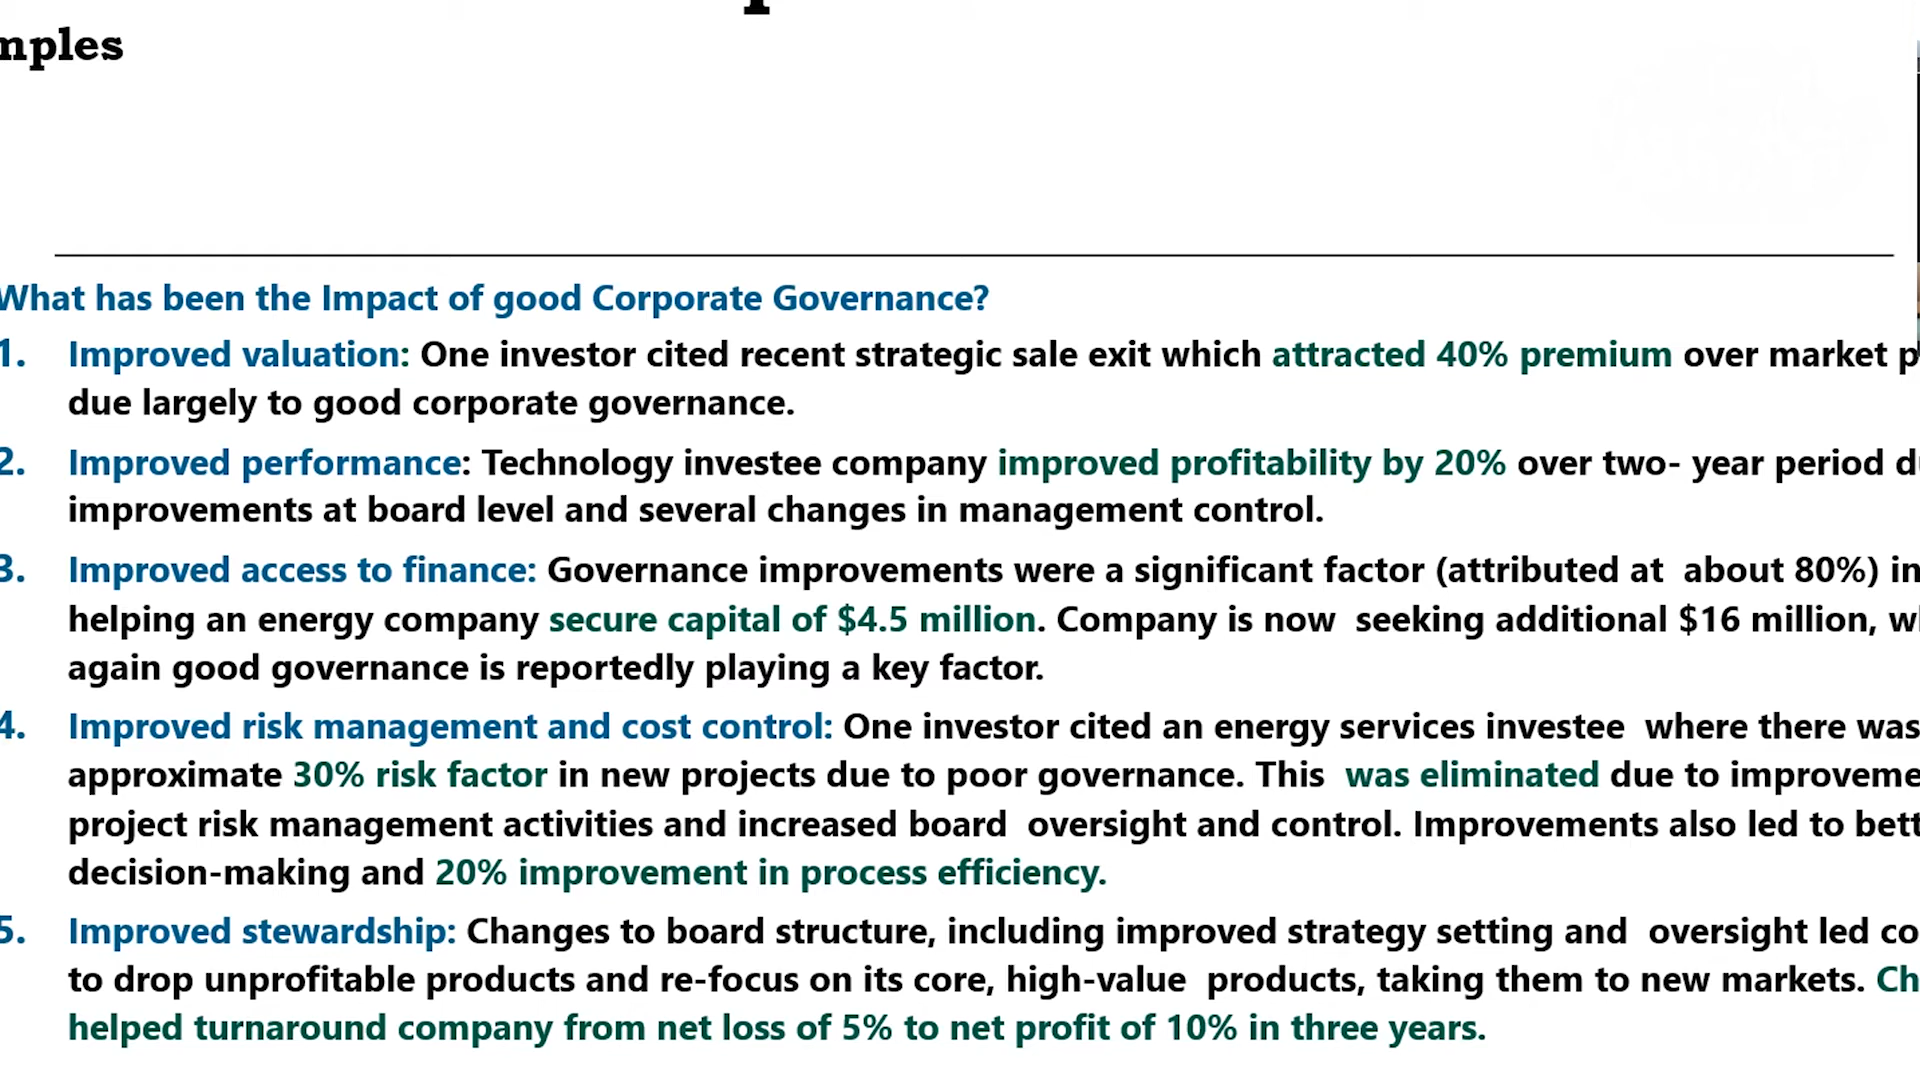 mples
What has been the Impact of good Corporate Governance?
1. Improved valuation: One investor cited recent strategic sale exit which attracted 40% premium over market
due largely to good corporate governance.
2. Improved performance: Technology investee company improved profitability by 20% over two- year period
improvements at board level and several changes in management control.
3. Improved access to finance: Governance improvements were a significant factor (attributed at about 80%) in
helping an energy company secure capital of $4.5 million. Company is now seeking additional $16 million,
again good governance is reportedly playing a key factor.
4. Improved risk management and cost control: One investor cited an energy services investee where there was
approximate 30% risk factor in new projects due to poor governance. This was eliminated due to improveme
project risk management activities and increased board oversight and control. Improvements also led to bett
decision-making and 20% improvement in process efficiency.
5. Improved stewardship: Changes to board structure, including improved strategy setting and oversight led co
to drop unprofitable products and re-focus on its core, high-value products, taking them to new markets. Ch
helped turnaround company from net loss of 5% to net profit of 10% in three years.